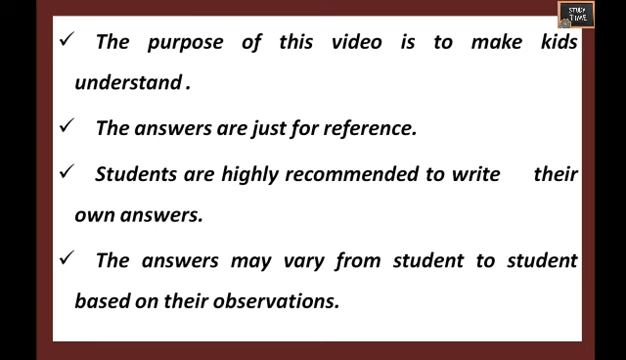 STUDY
TIME
✓ The purpose of this video is to make kids
understand .
✓ The answers are just for reference.
✓ Students are highly recommended to write their
own answers.
✓ The answers may vary from student to student
based on their observations.